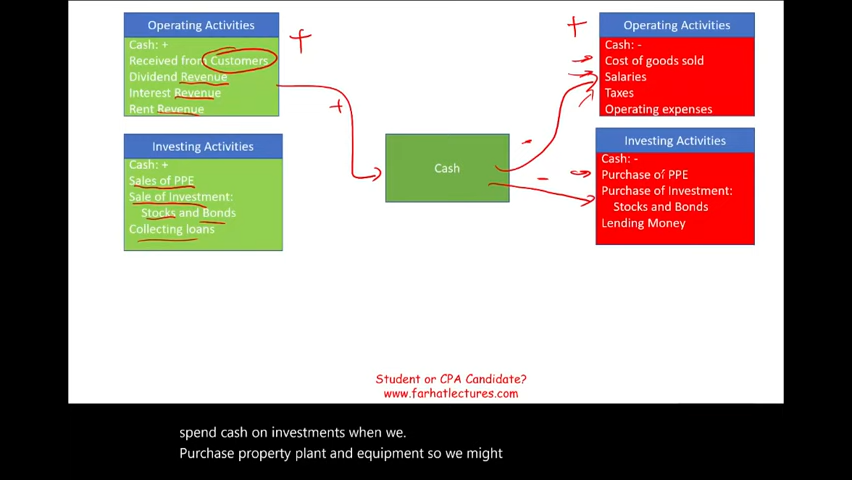 Operating Activities
Cash: +
Received from Customers
Dividend Revenue
Interest Revenue
Rent Revenue
+
Investing Activities
Cash: +
Sales of PPE
Sale of Investment:
Stocks and Bonds
Collecting loans
+
Cash
-
-
+
Operating Activities
Cash: -
Cost of goods sold
Salaries
Taxes
Operating expenses
Investing Activities
Cash: -
Purchase of PPE
Purchase of Investment:
Stocks and Bonds
Lending Money
Student or CPA Candidate?
www.farhatlectures.com
spend cash on investments when we.
Purchase property plant and equipment so we might